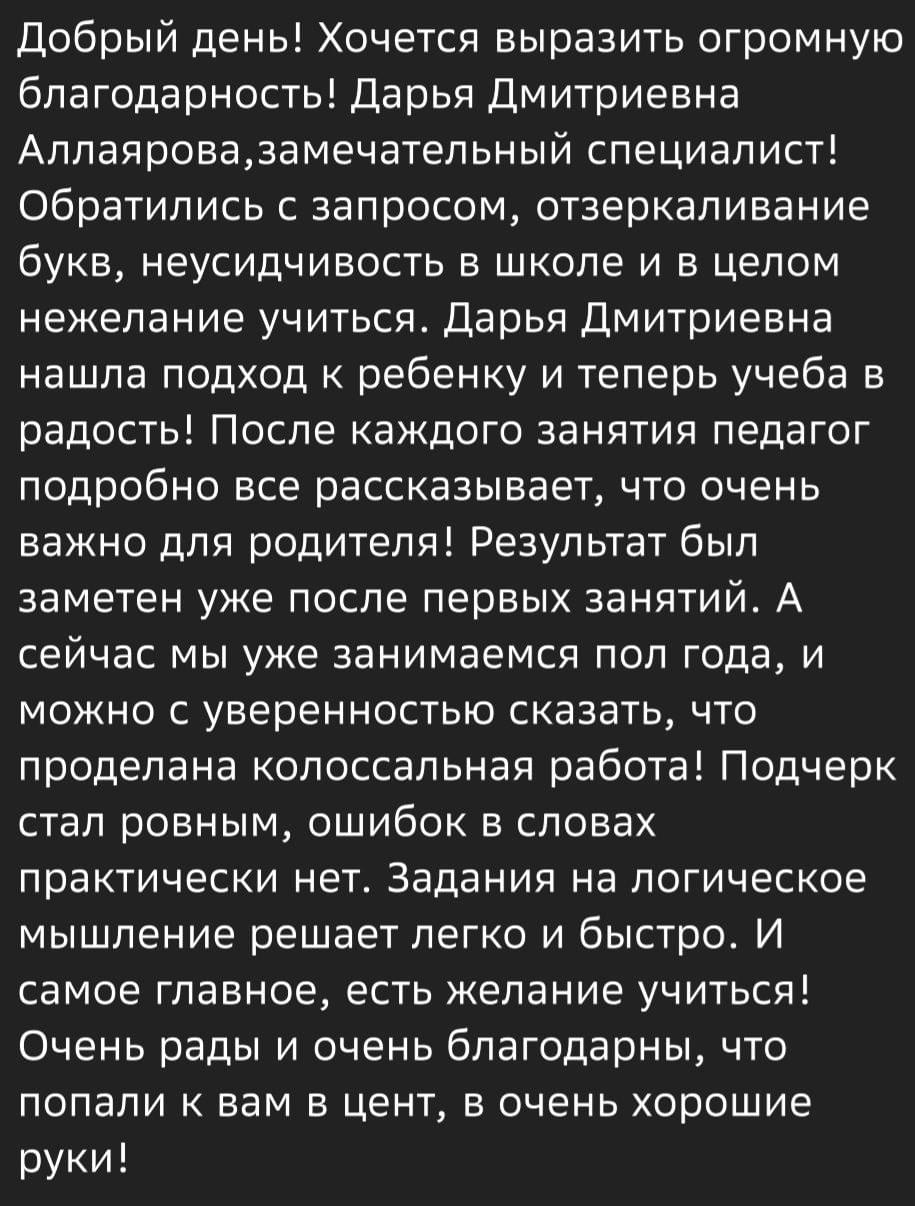 Добрый день! Хочется выразить огромную
благодарность! Дарья Дмитриевна
Аллаярова,замечательный специалист!
Обратились с запросом, отзеркаливание
букв, неусидчивость в школе и в целом
нежелание учиться. Дарья Дмитриевна
нашла подход к ребенку и теперь учеба в
радость! После каждого занятия педагог
подробно все рассказывает, что очень
важно для родителя! Результат был
заметен уже после первых занятий. А
сейчас мы уже занимаемся пол года, и
можно с уверенностью сказать, что
проделана колоссальная работа! Подчерк
стал ровным, ошибок в словах
практически нет. Задания на логическое
мышление решает легко и быстро. И
самое главное, есть желание учиться!
Очень рады и очень благодарны, что
попали к вам в цент, в очень хорошие
руки!